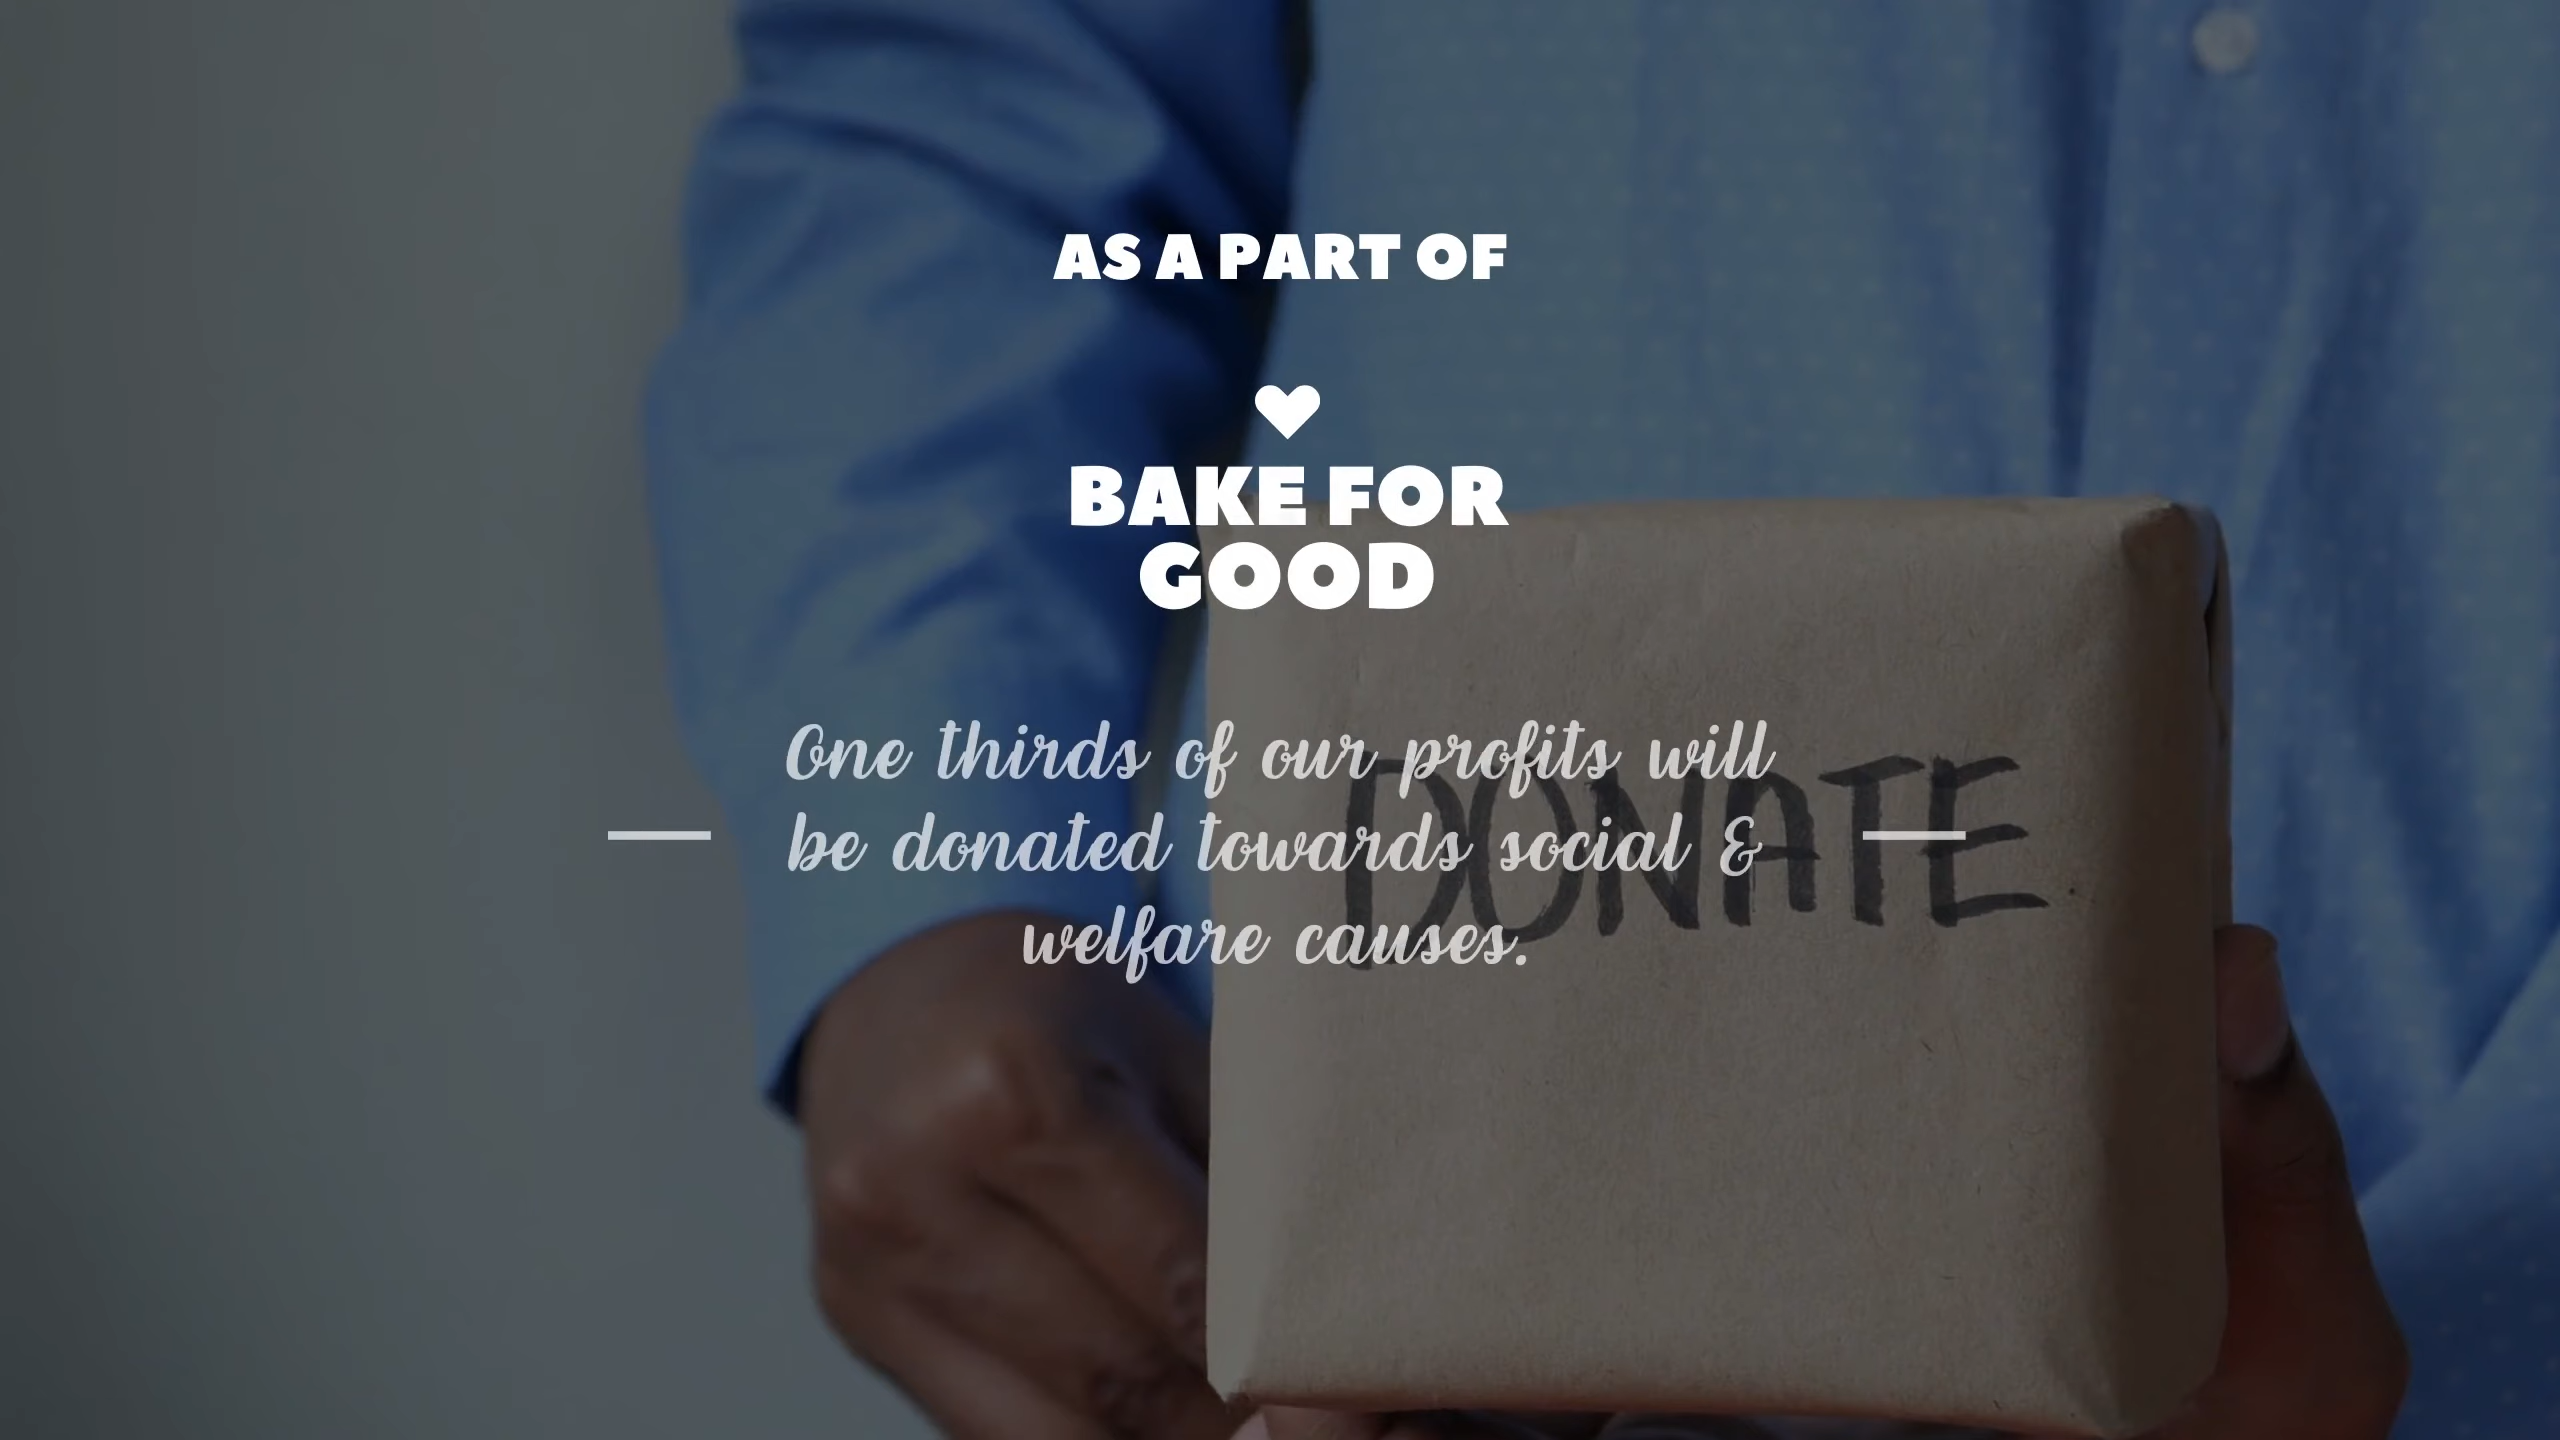 AS A PART OF
BAKE FOR
GOOD
One thirds of our profits will
be donated towards social &
welfare causes.
DONATE